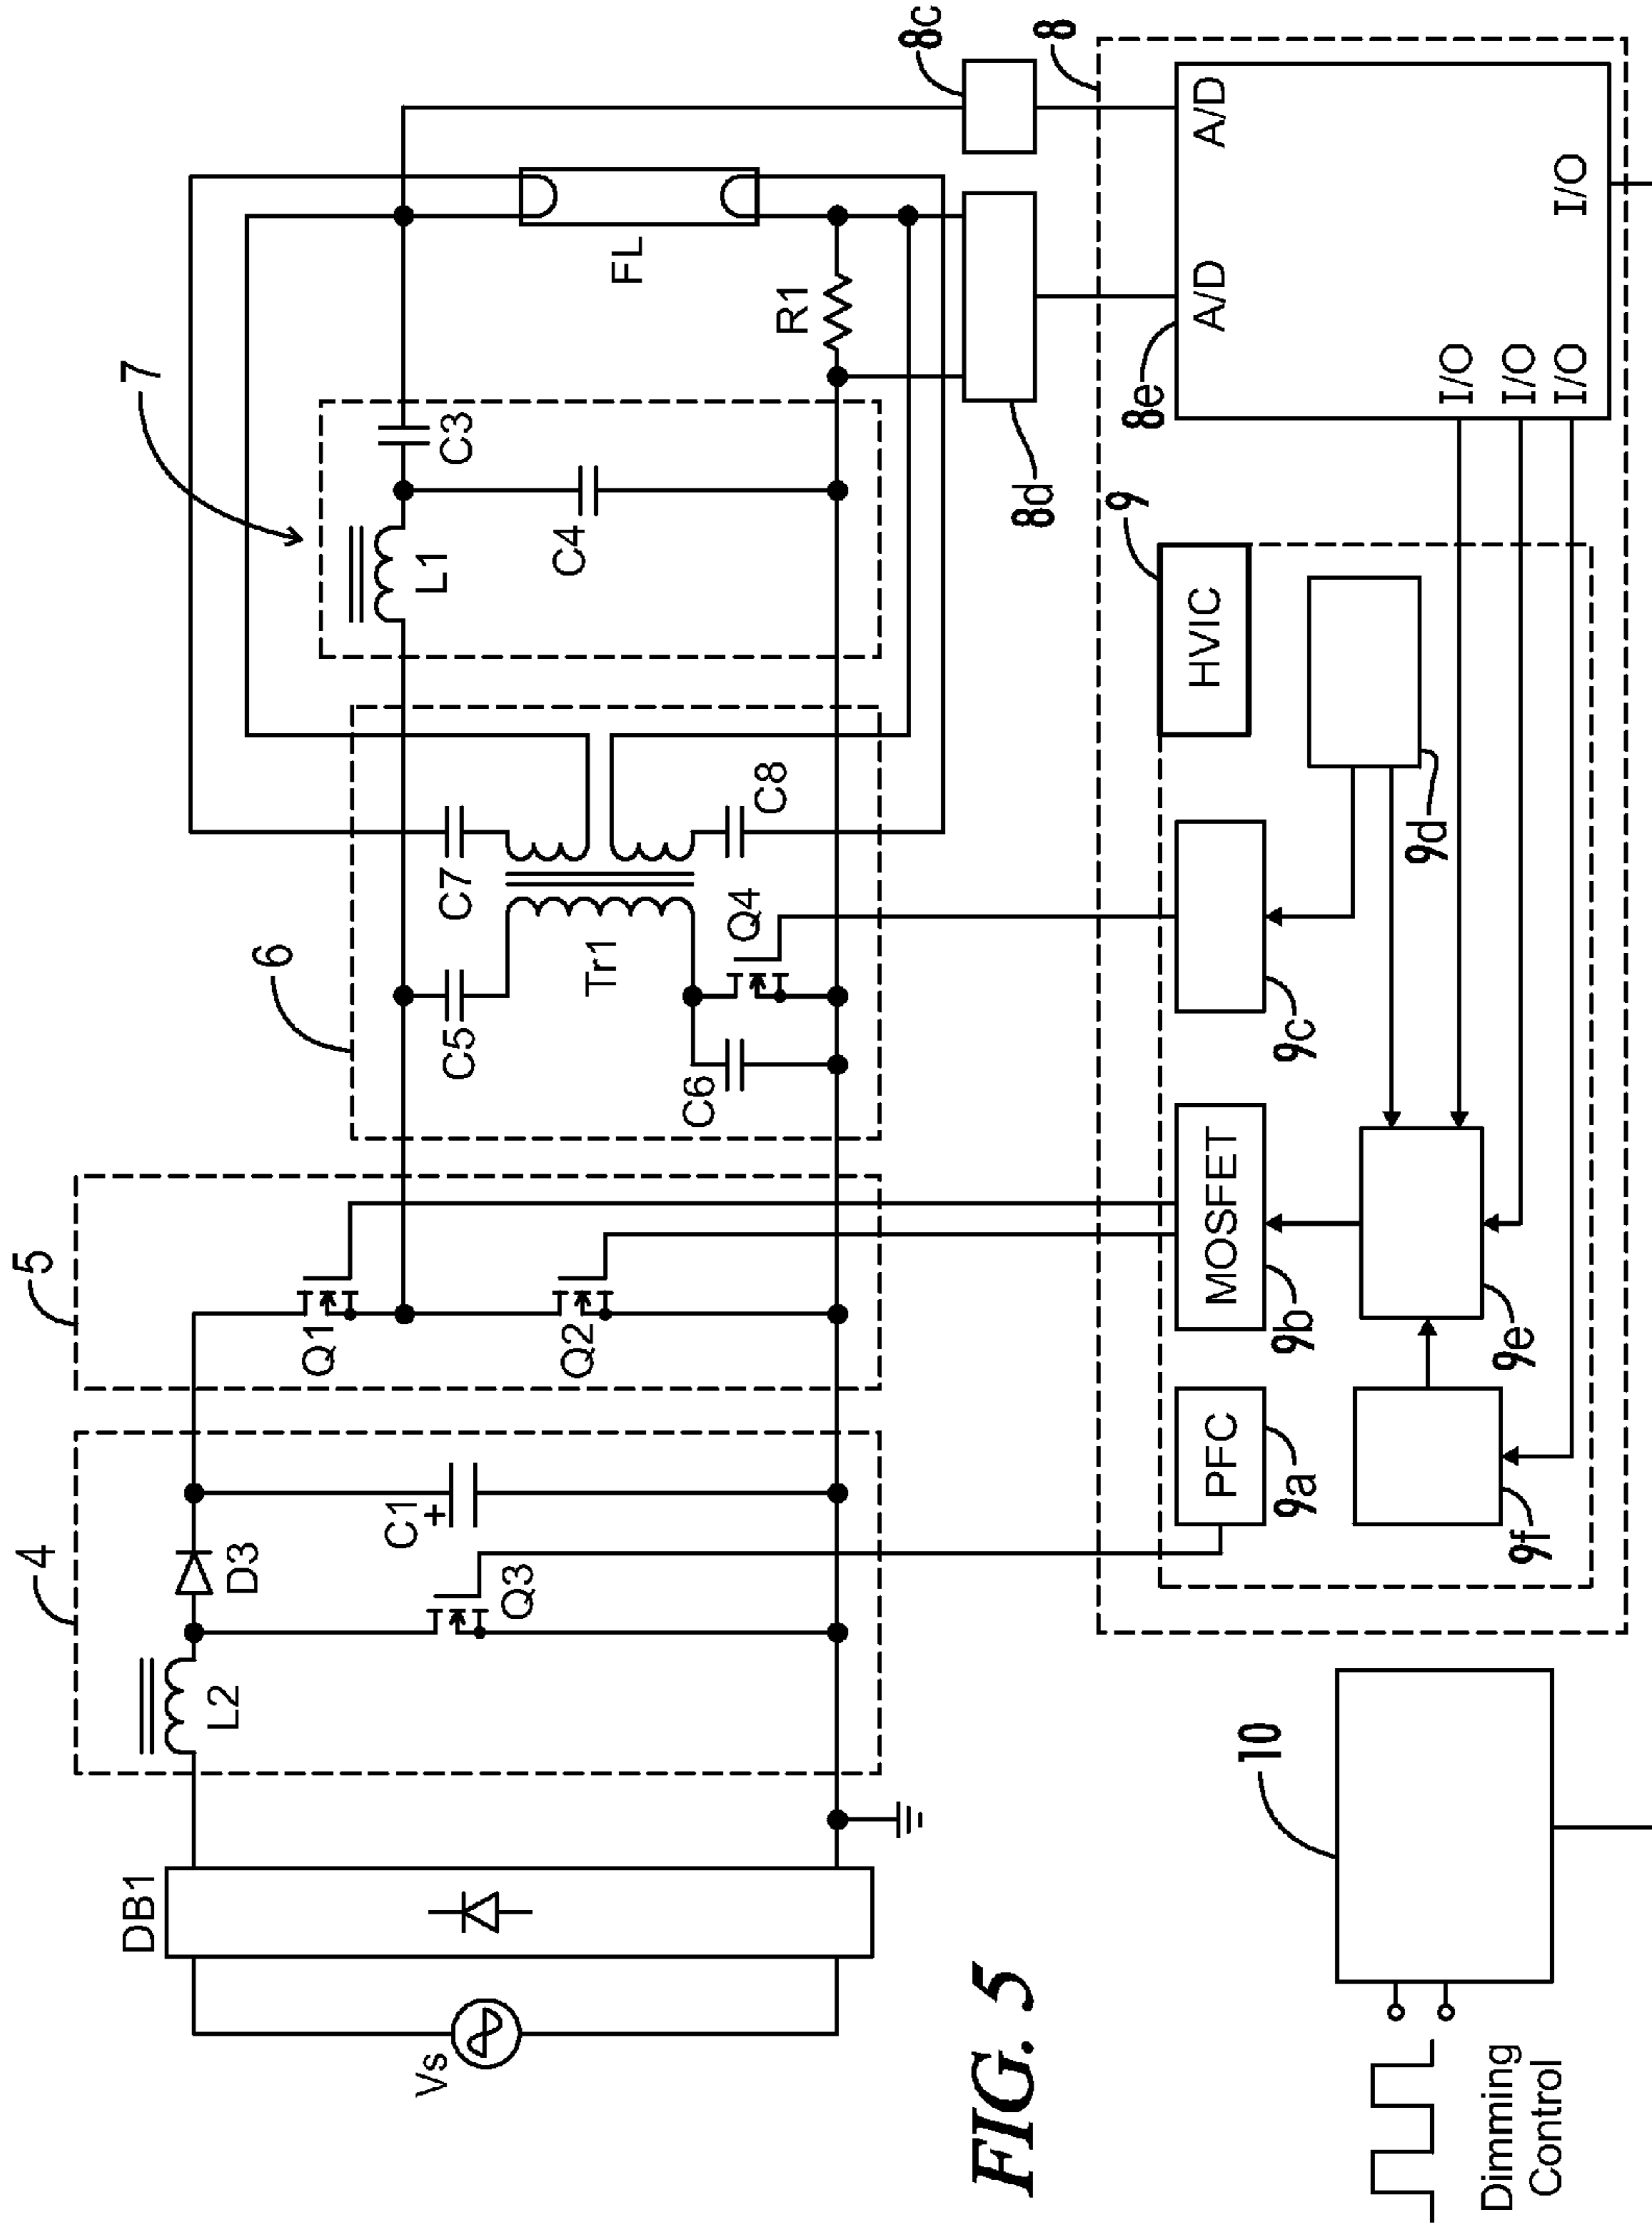 4
5
6
7
DB1
L2
D3
C1
+
Q3
Q1
Q2
Vs
C5
C6
Tr1
Q4
C7
C8
L1
C4
C3
R1
FL
8c
8
8d
8e
A/D
A/D
I/O
I/O
I/O
I/O
9
HVIC
PFC
9a
MOSFET
9b
9c
9d
9e
9f
10
Dimming
Control
FIG. 5